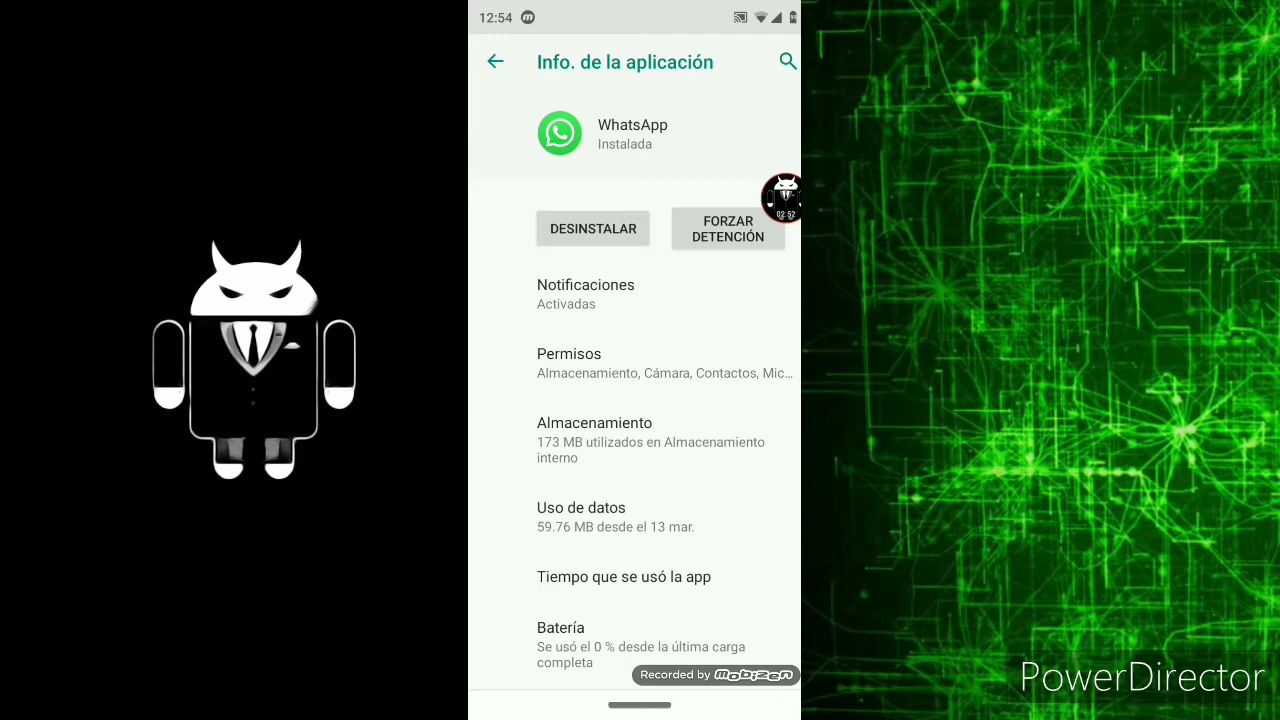 12:54
Info. de la aplicación
WhatsApp
Instalada
02:52
DESINSTALAR
FORZAR
DETENCIÓN
Notificaciones
Activadas
Permisos
Almacenamiento, Cámara, Contactos, Mic...
Almacenamiento
173 MB utilizados en Almacenamiento
interno
Uso de datos
59.76 MB desde el 13 mar.
Tiempo que se usó la app
Batería
Se usó el 0 % desde la última carga
completa
Recorded by mobizen
PowerDirector